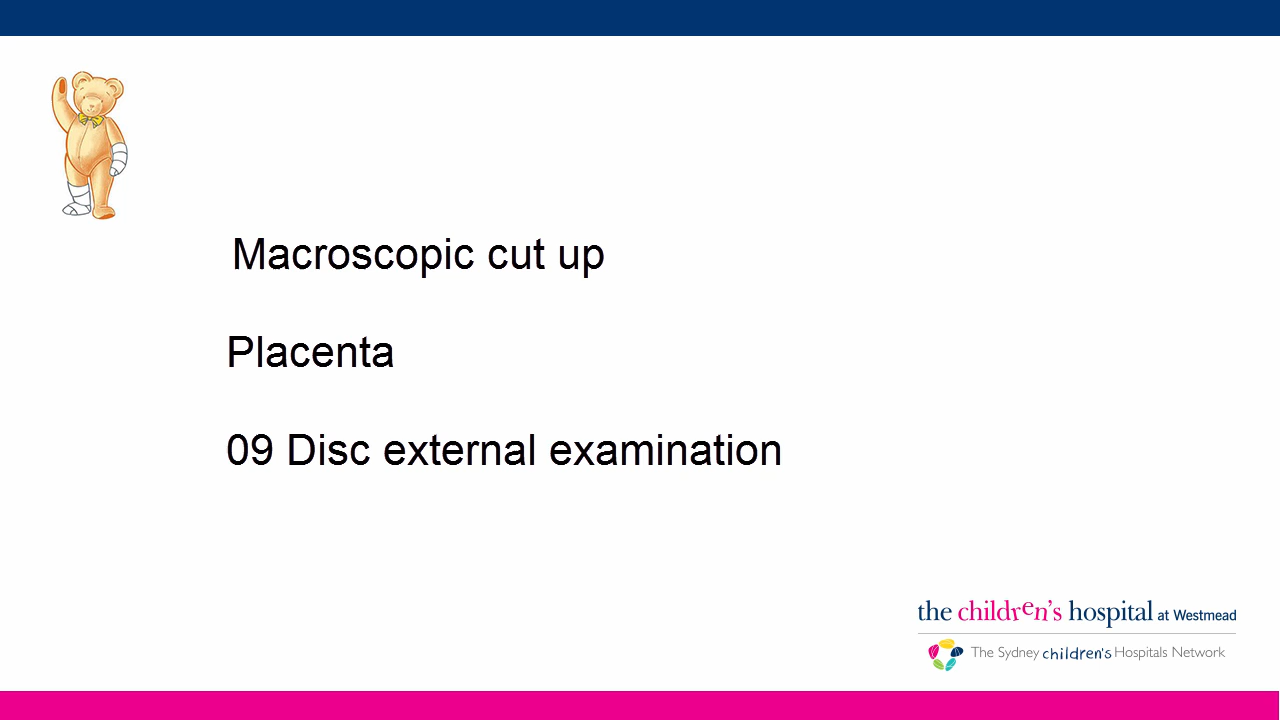 Macroscopic cut up
Placenta
09 Disc external examination
the children's hospital at Westmead
The Sydney children's Hospitals Network